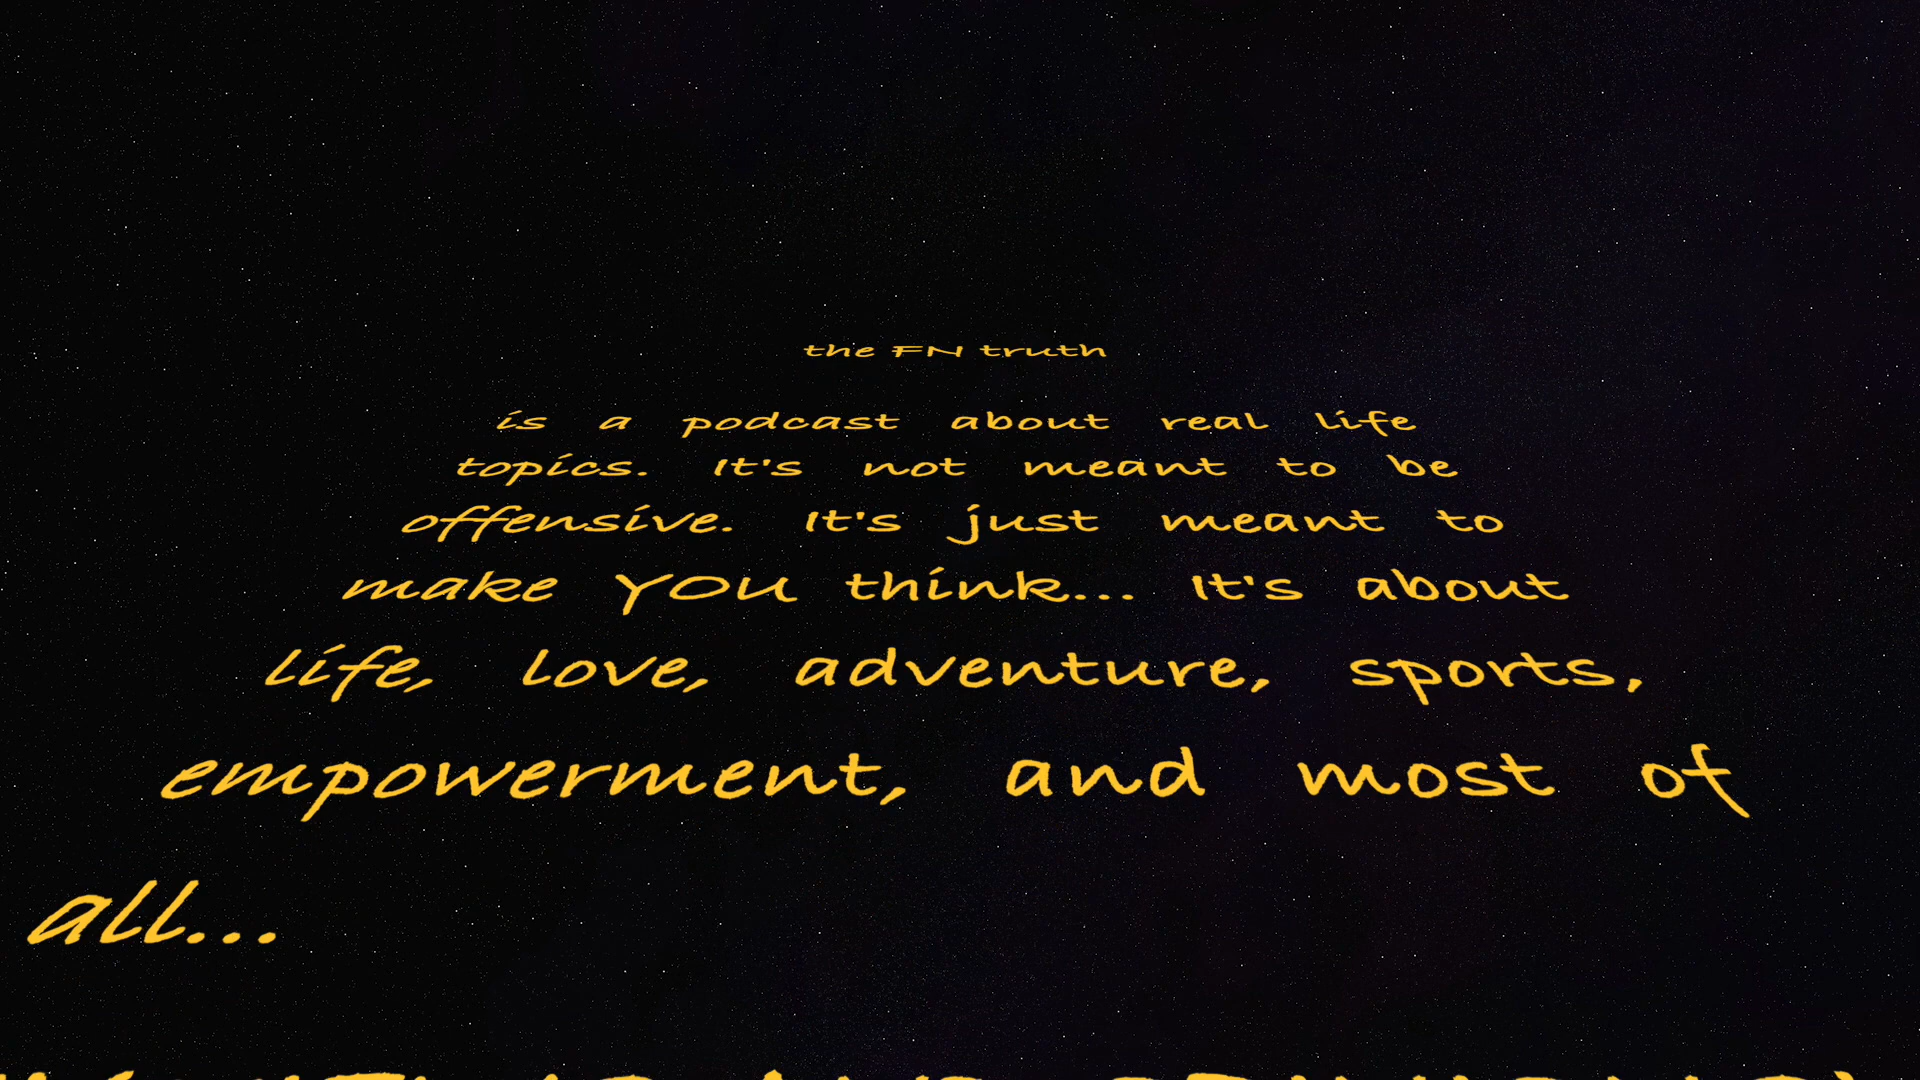 the FN truth
is a podcast about real life
topics. It's not meant to be
offensive. It's just meant to
make YOU think... It's about
life, love, adventure, sports,
empowerment, and most of
all...